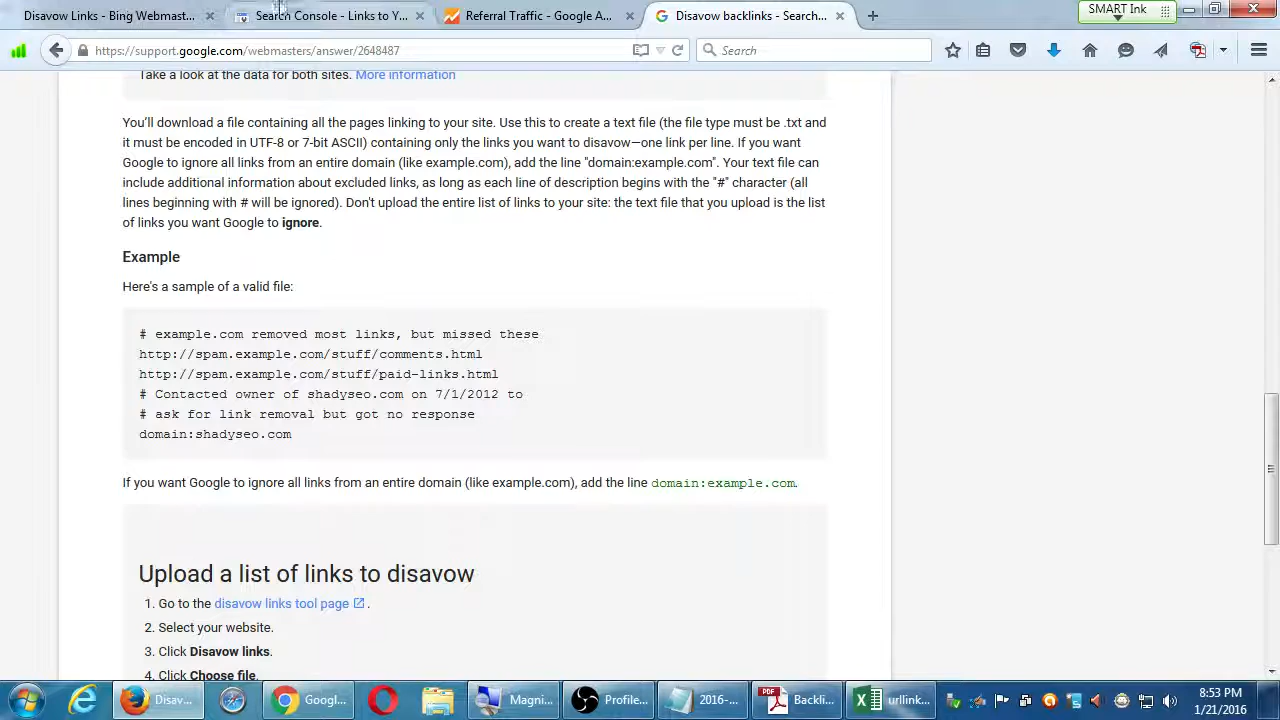 Disavow Links - Bing Webmast...
Search Console - Links to Y...
Referral Traffic - Google A...
Disavow backlinks - Search...
SMART Ink
https://support.google.com/webmasters/answer/2648487
Search
Take a look at the data for both sites. More information
You'll download a file containing all the pages linking to your site. Use this to create a text file (the file type must be .txt and
it must be encoded in UTF-8 or 7-bit ASCII) containing only the links you want to disavow—one link per line. If you want
Google to ignore all links from an entire domain (like example.com), add the line "domain:example.com". Your text file can
include additional information about excluded links, as long as each line of description begins with the "#" character (all
lines beginning with # will be ignored). Don't upload the entire list of links to your site: the text file that you upload is the list
of links you want Google to ignore.
Example
Here's a sample of a valid file:
# example.com removed most links, but missed these
http://spam.example.com/stuff/comments.html
http://spam.example.com/stuff/paid-links.html
# Contacted owner of shadyseo.com on 7/1/2012 to
# ask for link removal but got no response
domain:shadyseo.com
If you want Google to ignore all links from an entire domain (like example.com), add the line domain:example.com.
Upload a list of links to disavow
1. Go to the disavow links tool page .
2. Select your website.
3. Click Disavow links.
4. Click Choose file.
Disav...
Googl...
Magni...
Profile...
2016-...
PDF
Backli...
urllink...
8:53 PM
1/21/2016